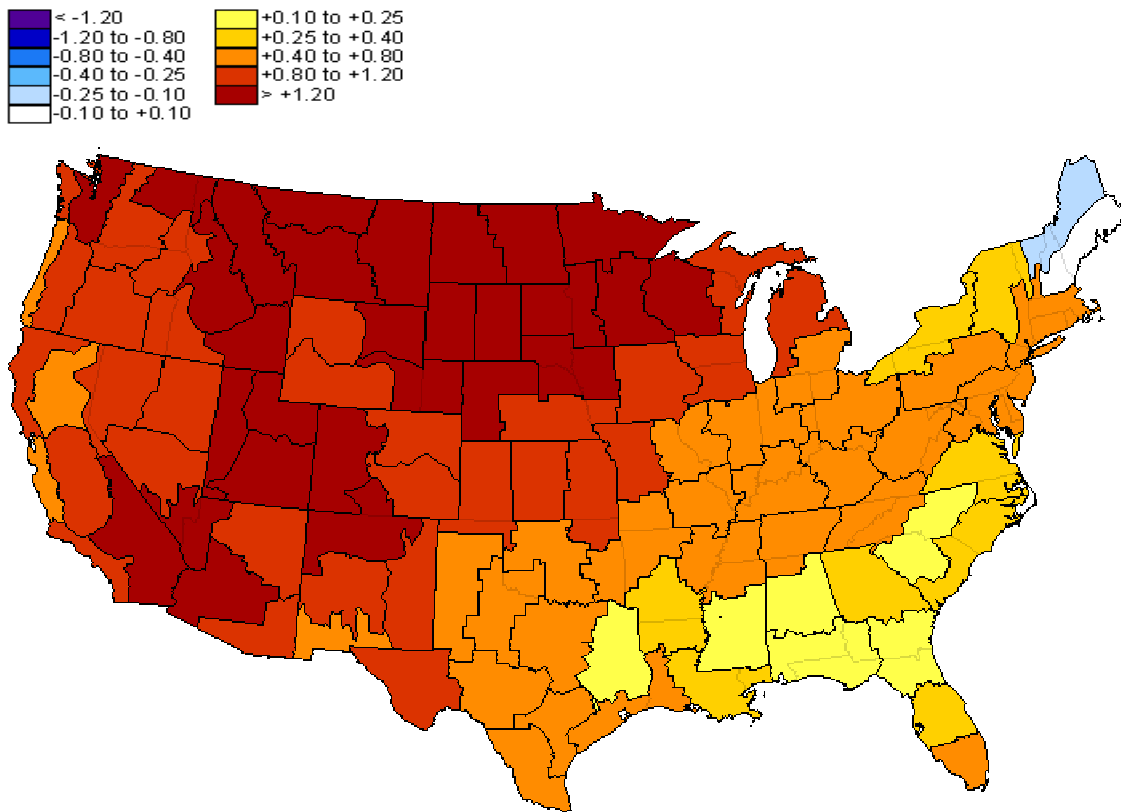 < -1.20
-1.20 to -0.80
-0.80 to -0.40
-0.40 to -0.25
-0.25 to -0.10
-0.10 to +0.10
+0.10 to +0.25
+0.25 to +0.40
+0.40 to +0.80
+0.80 to +1.20
> +1.20